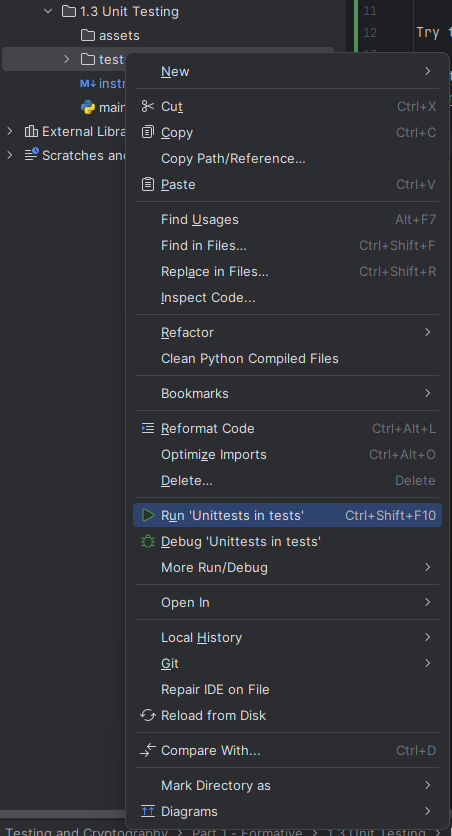 1.3 Unit Testing
11
assets
12
Try t
test
instr
main
External Libra
Scratches and
New
Cut Ctrl+X
Copy Ctrl+C
Copy Path/Reference...
Paste Ctrl+V
Find Usages Alt+F7
Find in Files... Ctrl+Shift+F
Replace in Files... Ctrl+Shift+R
Inspect Code...
Refactor
Clean Python Compiled Files
Bookmarks
Reformat Code Ctrl+Alt+L
Optimize Imports Ctrl+Alt+O
Delete... Delete
Run 'Unittests in tests' Ctrl+Shift+F10
Debug 'Unittests in tests'
More Run/Debug
Open In
Local History
Git
Repair IDE on File
Reload from Disk
Compare With... Ctrl+D
Mark Directory as
Diagrams
Testing and Cryptography > Part 1 - Formative > 1.3 Unit Testing >